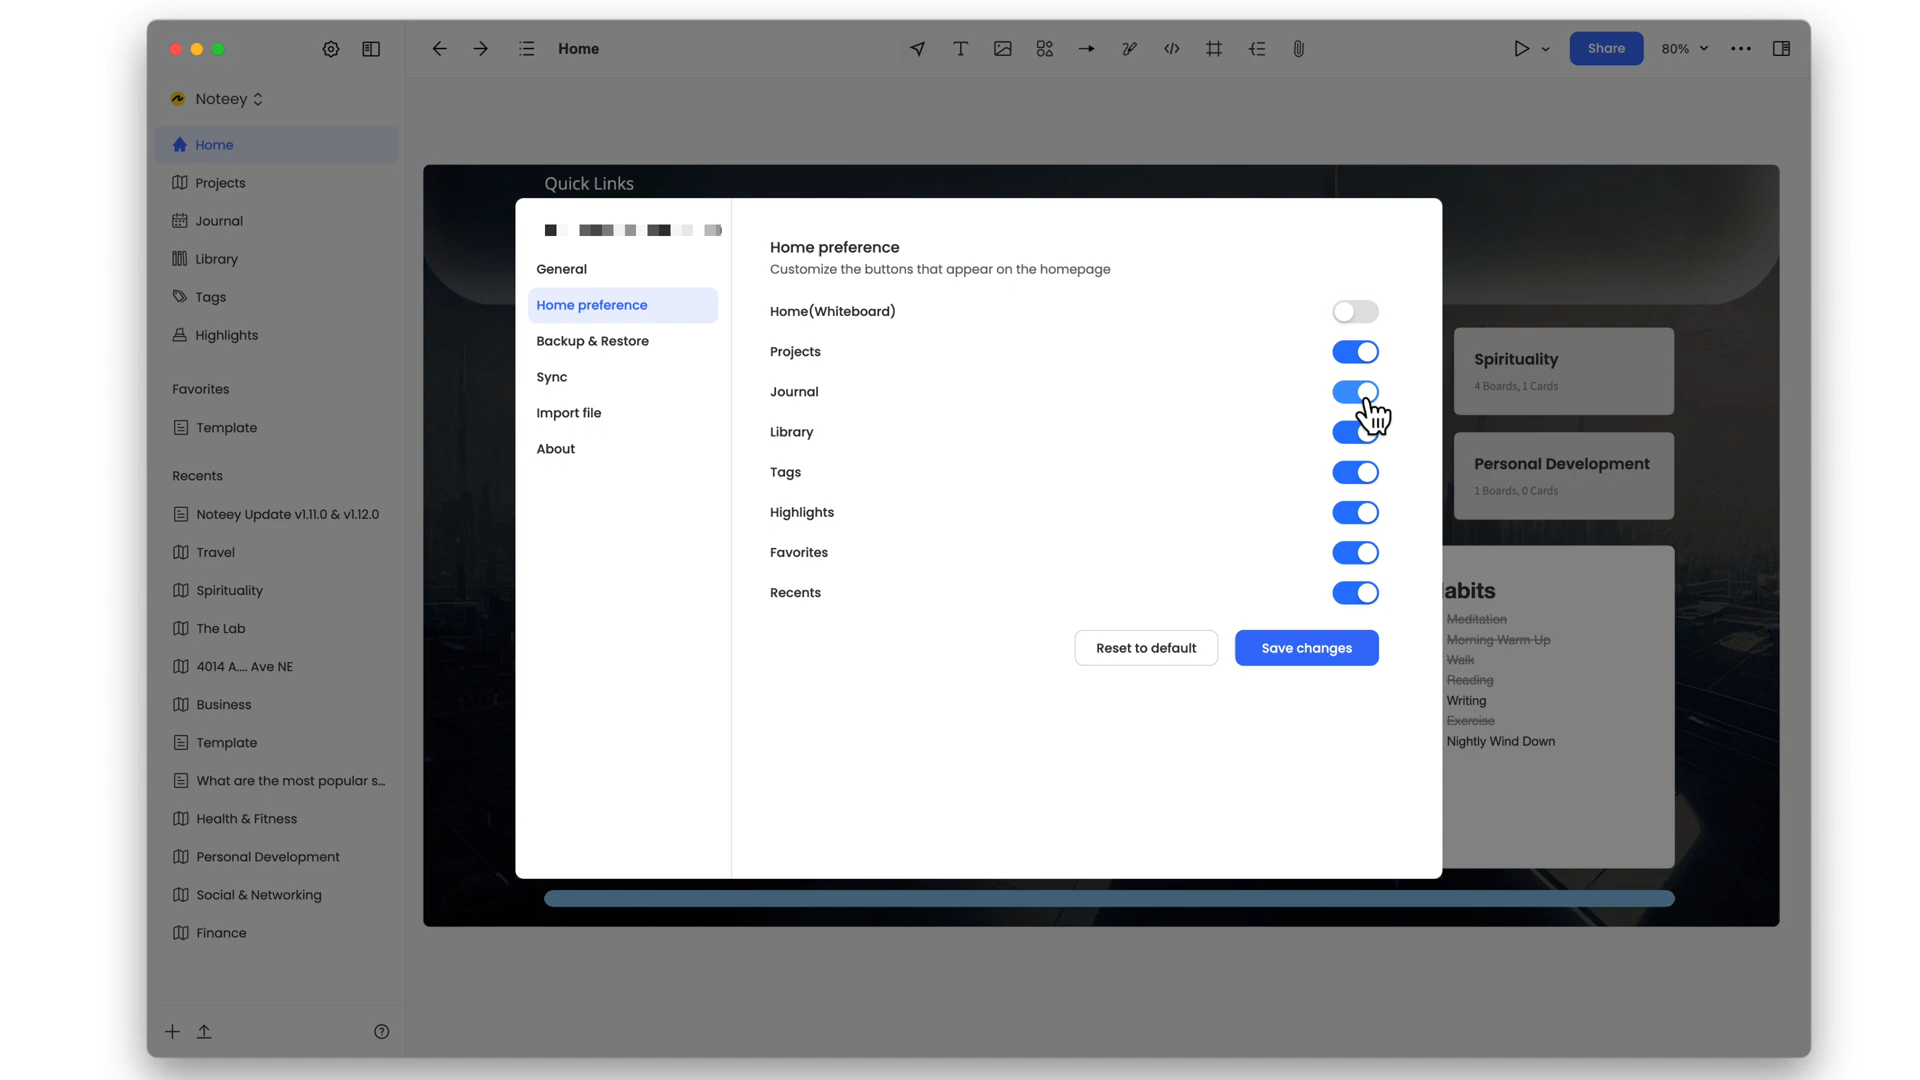 Home
Share
80%
Noteey
Home
Projects
Journal
Library
Tags
Highlights
Favorites
Template
Recents
Noteey Update v1.11.0 & v1.12.0
Travel
Spirituality
The Lab
4014 A.... Ave NE
Business
Template
What are the most popular s...
Health & Fitness
Personal Development
Social & Networking
Finance
Quick Links
General
Home preference
Backup & Restore
Sync
Import file
About
Home preference
Customize the buttons that appear on the homepage
Home(Whiteboard)
Projects
Journal
Library
Tags
Highlights
Favorites
Recents
Reset to default
Save changes
Spirituality
4 Boards, 1 Cards
Personal Development
1 Boards, 0 Cards
abits
Meditation
Morning Warm Up
Walk
Reading
Writing
Exercise
Nightly Wind Down